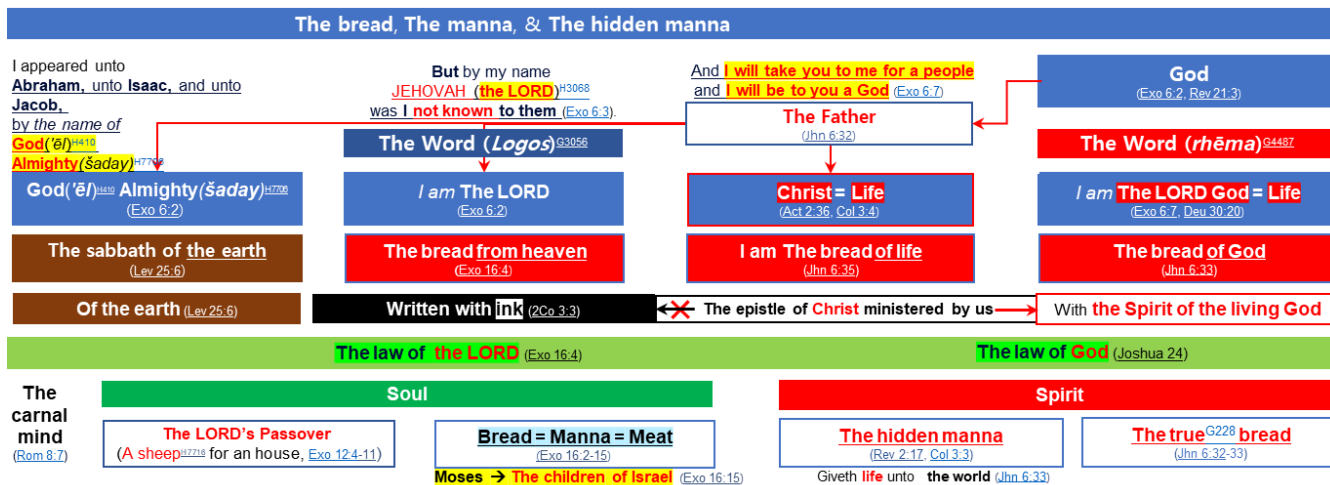 The bread, The manna, & The hidden manna
I appeared unto
Abraham, unto Isaac, and unto
Jacob,
by the name of
God('ēl)H410
Almighty(šaday)H7706
But by my name
JEHOVAH (the LORD)H3068
was I not known to them (Exo 6:3).
And I will take you to me for a people
and I will be to you a God (Exo 6:7)
God
(Exo 6:2, Rev 21:3)
The Father
(Jhn 6:32)
The Word (Logos)G3056
The Word (rhēma)G4487
God('ēl)H410 Almighty(šaday)H7706
(Exo 6:2)
I am The LORD
(Exo 6:2)
Christ = Life
(Act 2:36, Col 3:4)
I am The LORD God = Life
(Exo 6:7, Deu 30:20)
The sabbath of the earth
(Lev 25:6)
The bread from heaven
(Exo 16:4)
I am The bread of life
(Jhn 6:35)
The bread of God
(Jhn 6:33)
Of the earth (Lev 25:6)
Written with ink (2Co 3:3)
The epistle of Christ ministered by us
With the Spirit of the living God
The law of the LORD (Exo 16:4)
The law of God (Joshua 24)
The
carnal
mind
(Rom 8:7)
Soul
Spirit
The LORD's Passover
(A sheepH7716 for an house, Exo 12:4-11)
Bread = Manna = Meat
(Exo 16:2-15)
Moses → The children of Israel (Exo 16:15)
The hidden manna
(Rev 2:17, Col 3:3)
Giveth life unto the world (Jhn 6:33)
The trueG228 bread
(Jhn 6:32-33)